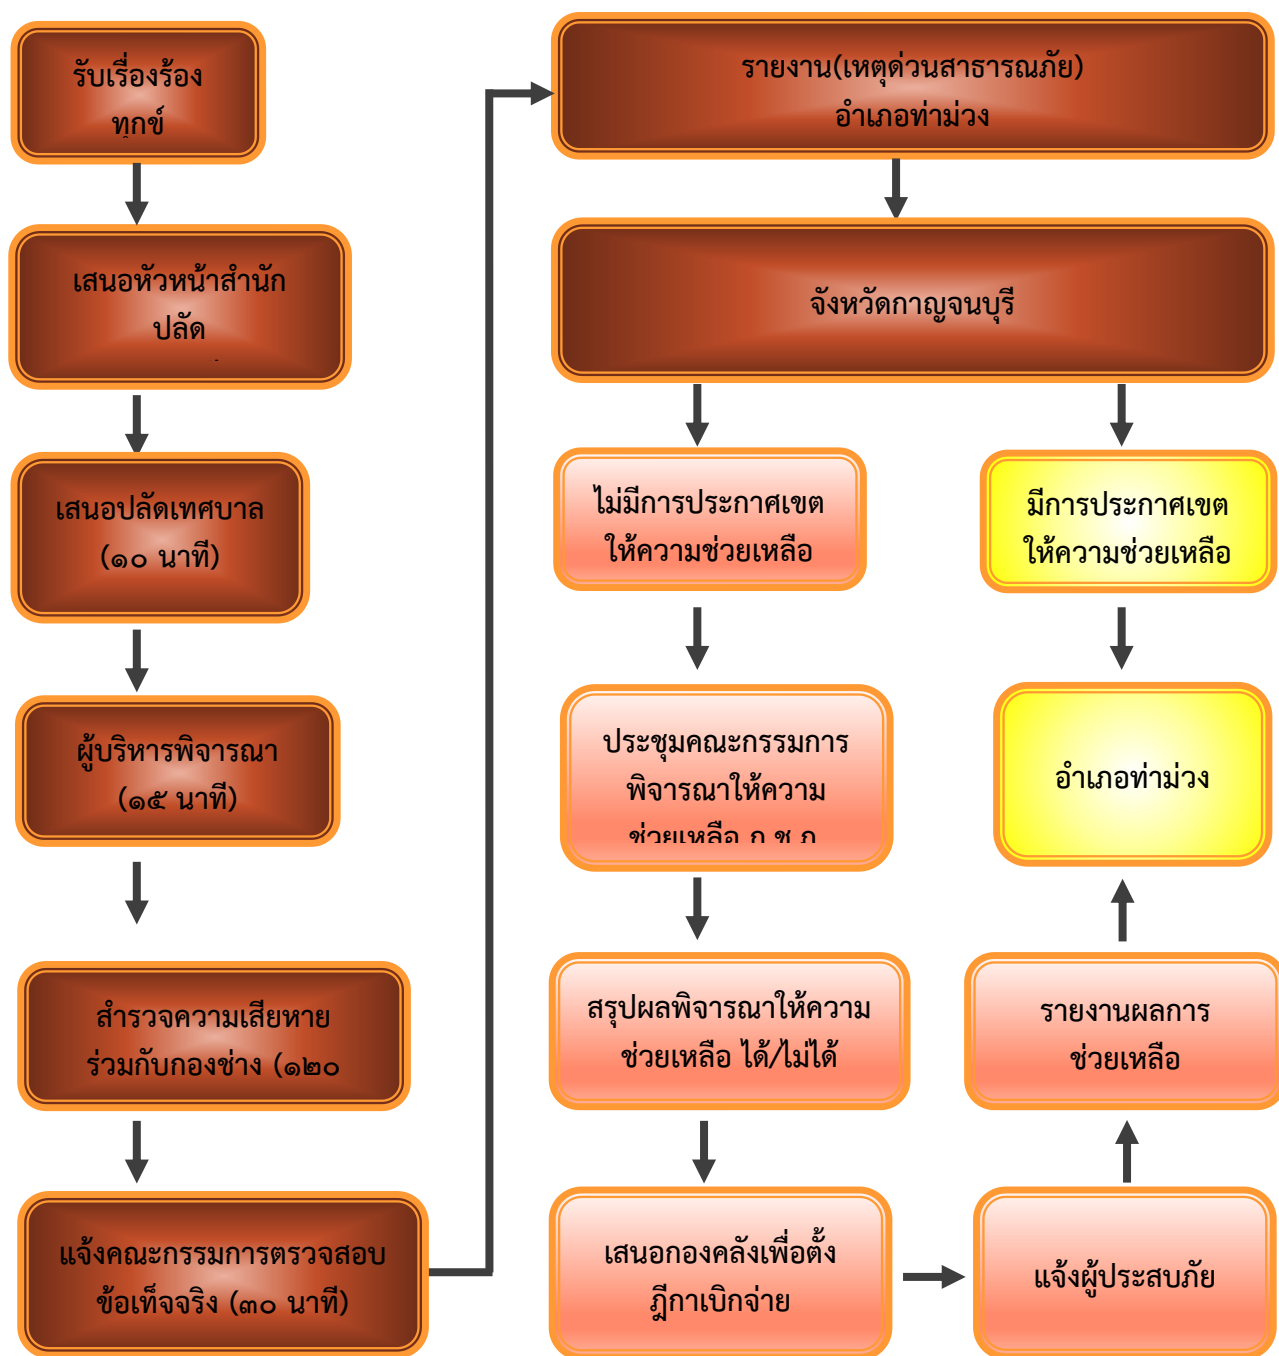 รับเรื่องร้อง
ทุกข์
เสนอหัวหน้าสำนัก
ปลัด
เสนอปลัดเทศบาล
(๑๐ นาที)
ผู้บริหารพิจารณา
(๑๕ นาที)
สำรวจความเสียหาย
ร่วมกับกองช่าง (๑๒๐
แจ้งคณะกรรมการตรวจสอบ
ข้อเท็จจริง (๓๐ นาที)
รายงาน(เหตุด่วนสาธารณภัย)
อำเภอท่าม่วง
จังหวัดกาญจนบุรี
ไม่มีการประกาศเขต
ให้ความช่วยเหลือ
ประชุมคณะกรรมการ
พิจารณาให้ความ
ช่วยเหลือ
สรุปผลพิจารณาให้ความ
ช่วยเหลือ ได้/ไม่ได้
เสนอกองคลังเพื่อตั้ง
ฎีกาเบิกจ่าย
แจ้งผู้ประสบภัย
รายงานผลการ
ช่วยเหลือ
มีการประกาศเขต
ให้ความช่วยเหลือ
อำเภอท่าม่วง